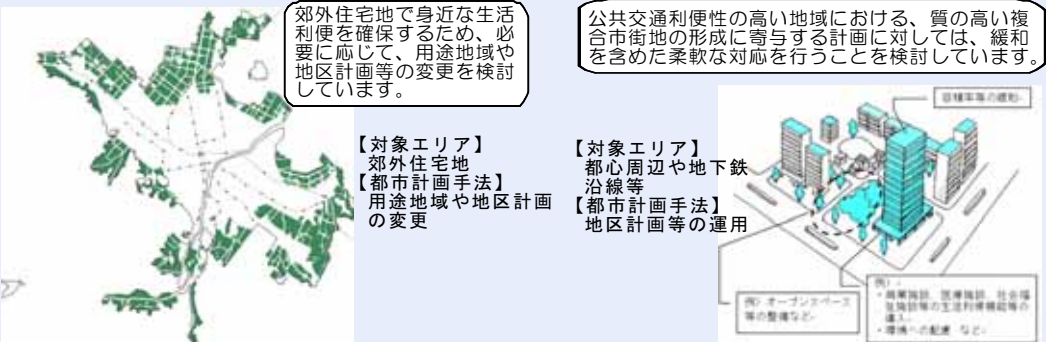 郊外住宅地で身近な生活
利便を確保するため、必
要に応じて、用途地域や
地区計画等の変更を検討
しています。
【対象エリア】
郊外住宅地
【都市計画手法】
用途地域や地区計画
の変更
公共交通利便性の高い地域における、質の高い複
合市街地の形成に寄与する計画に対しては、緩和
を含めた柔軟な対応を行うことを検討しています。
【対象エリア】
都心周辺や地下鉄
沿線等
【都市計画手法】
地区計画等の運用
容積率等の緩和
例）オープンスペース
等の整備など
例）
・商業施設、医療施設、社会福
祉施設等の生活利便機能等の
導入
・環境への配慮 など